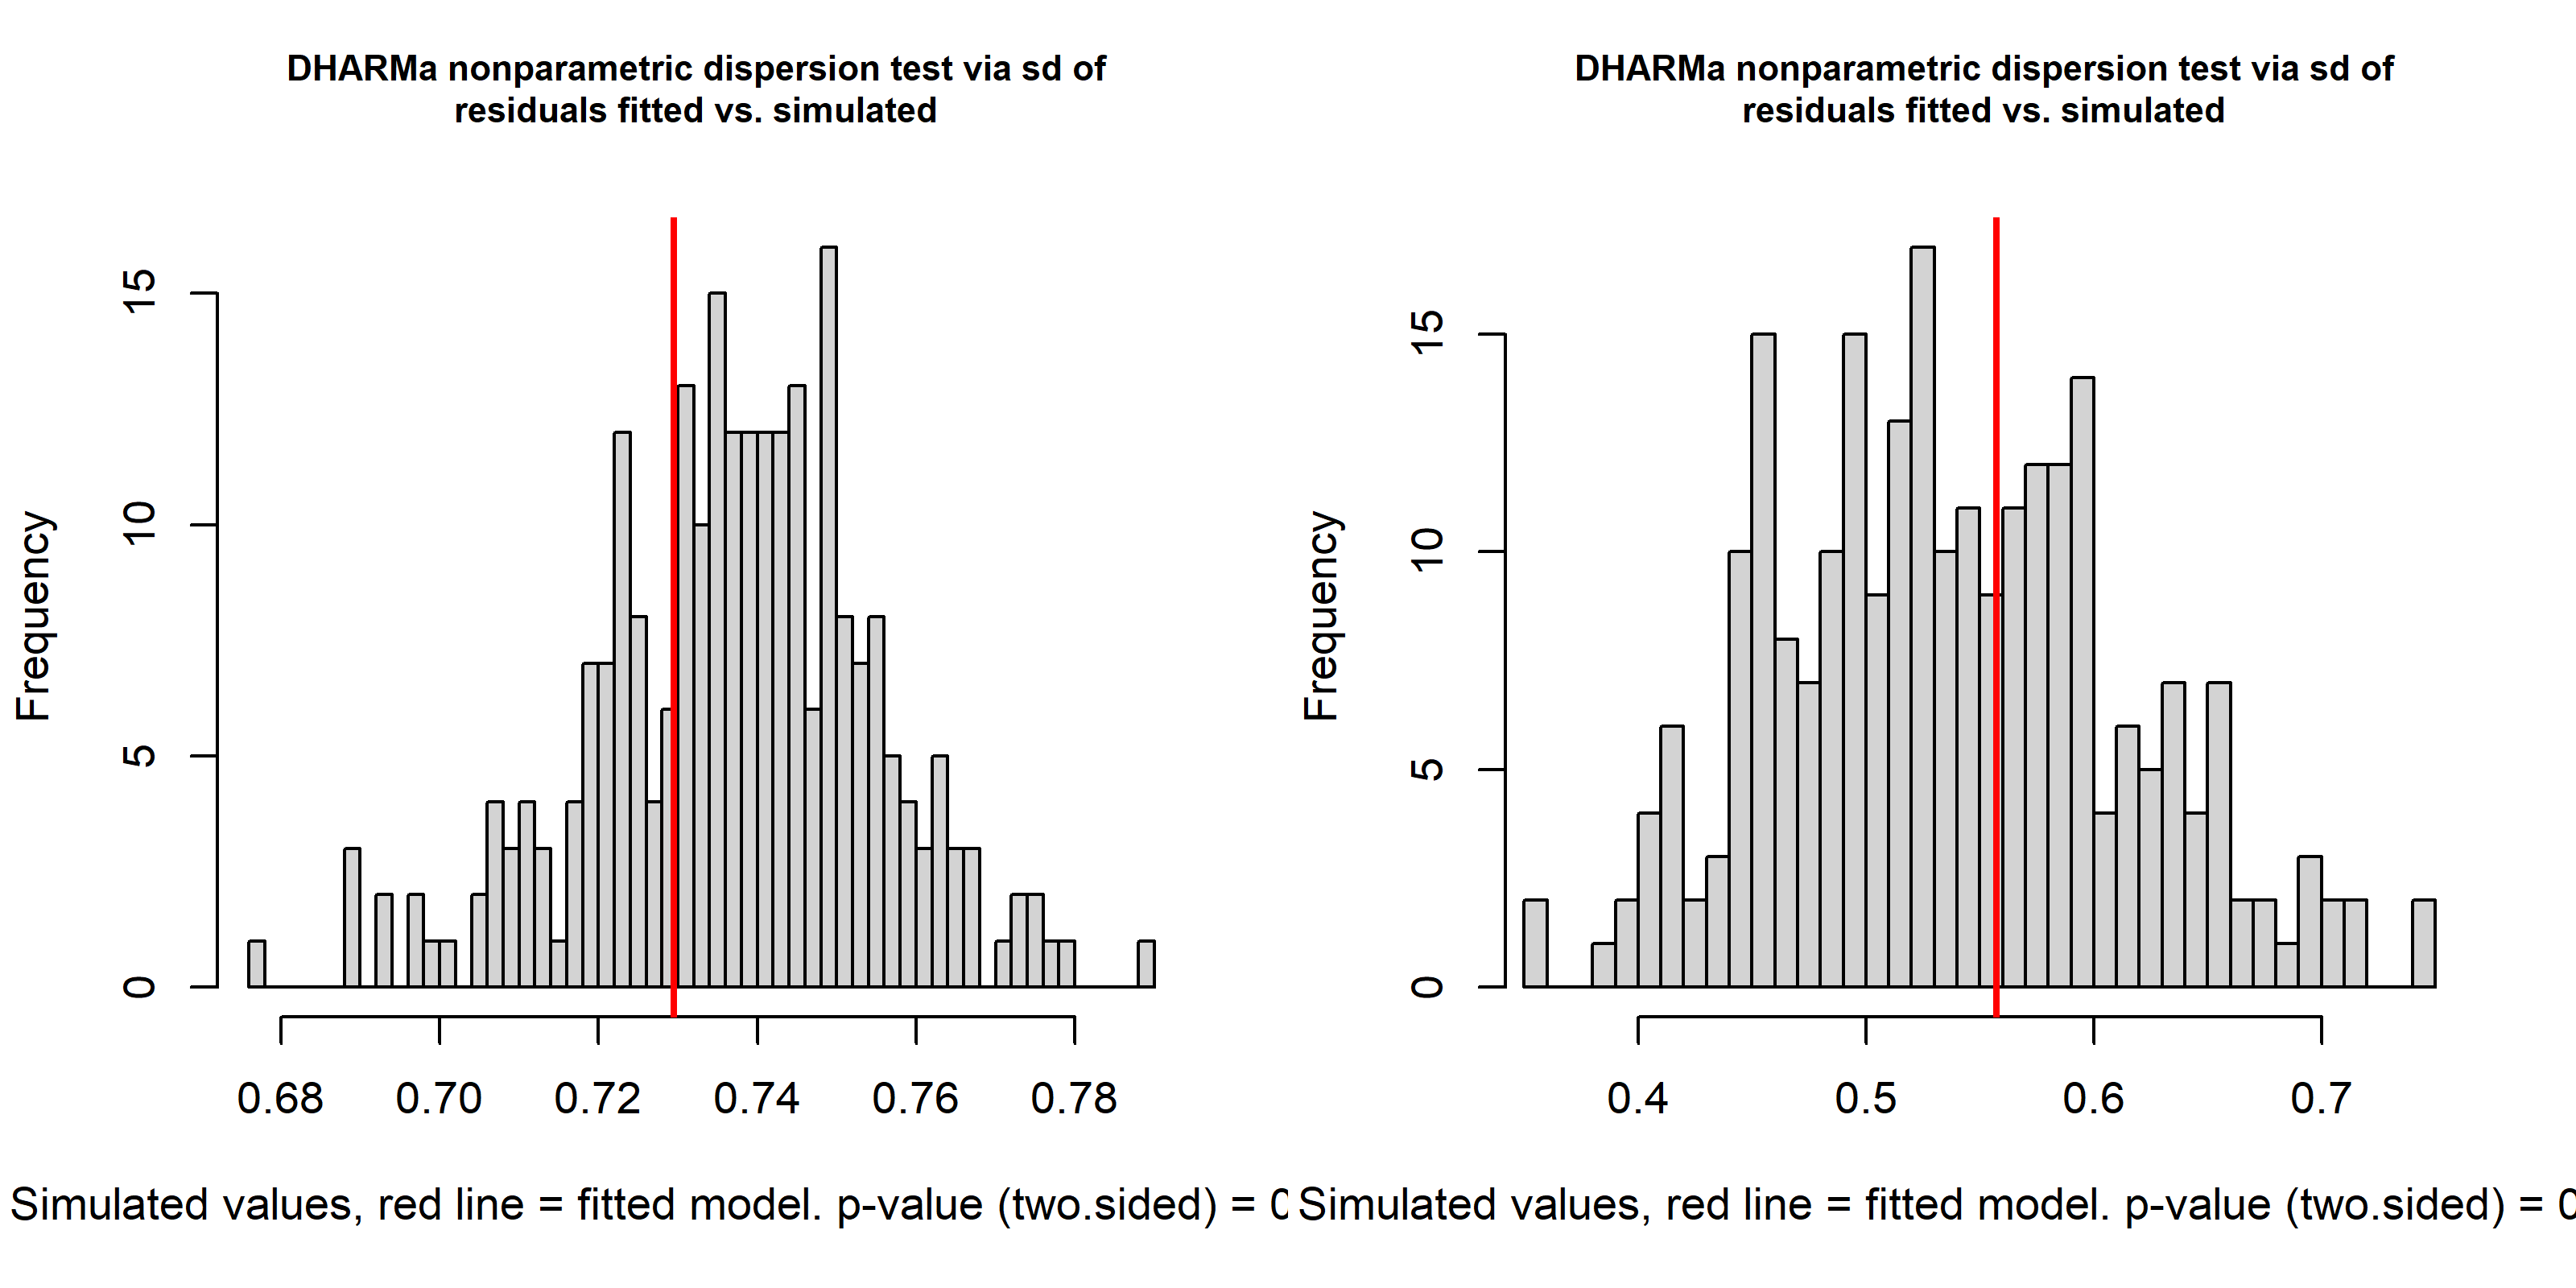 DHARMa nonparametric dispersion test via sd of
residuals fitted vs. simulated
Frequency
15
10
5
0
0.68 0.70 0.72 0.74 0.76 0.78
Simulated values, red line = fitted model. p-value (two.sided) =
DHARMa nonparametric dispersion test via sd of
residuals fitted vs. simulated
Frequency
15
10
5
0
0.4 0.5 0.6 0.7
Simulated values, red line = fitted model. p-value (two.sided) =